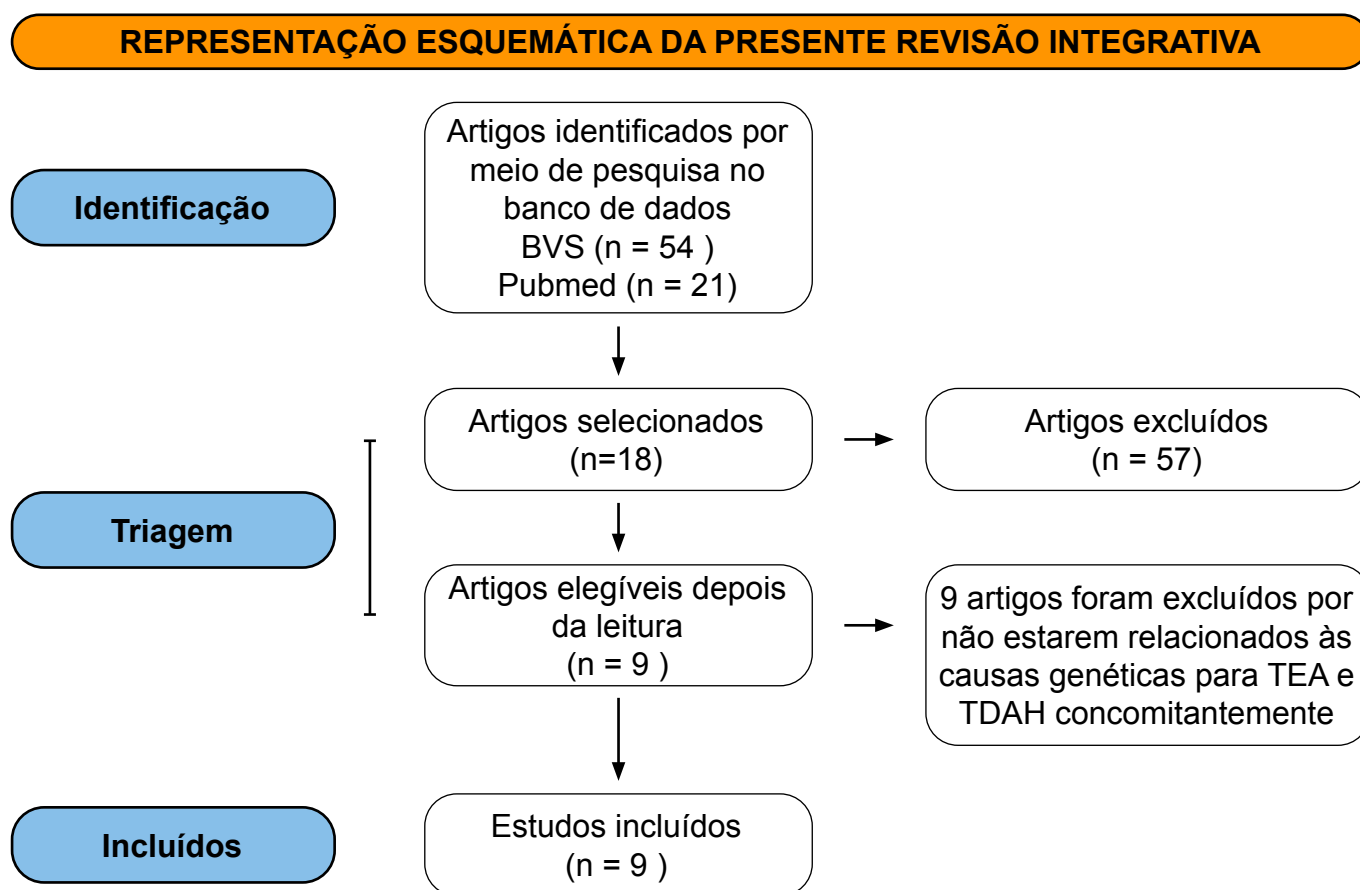 REPRESENTAÇÃO ESQUEMÁTICA DA PRESENTE REVISÃO INTEGRATIVA
Identificação
Artigos identificados por
meio de pesquisa no
banco de dados
BVS (n = 54 )
Pubmed (n = 21)
Triagem
Artigos selecionados
(n=18)
Artigos excluídos
(n = 57)
Artigos elegíveis depois
da leitura
(n = 9 )
9 artigos foram excluídos por
não estarem relacionados às
causas genéticas para TEA e
TDAH concomitantemente
Incluídos
Estudos incluídos
(n = 9 )